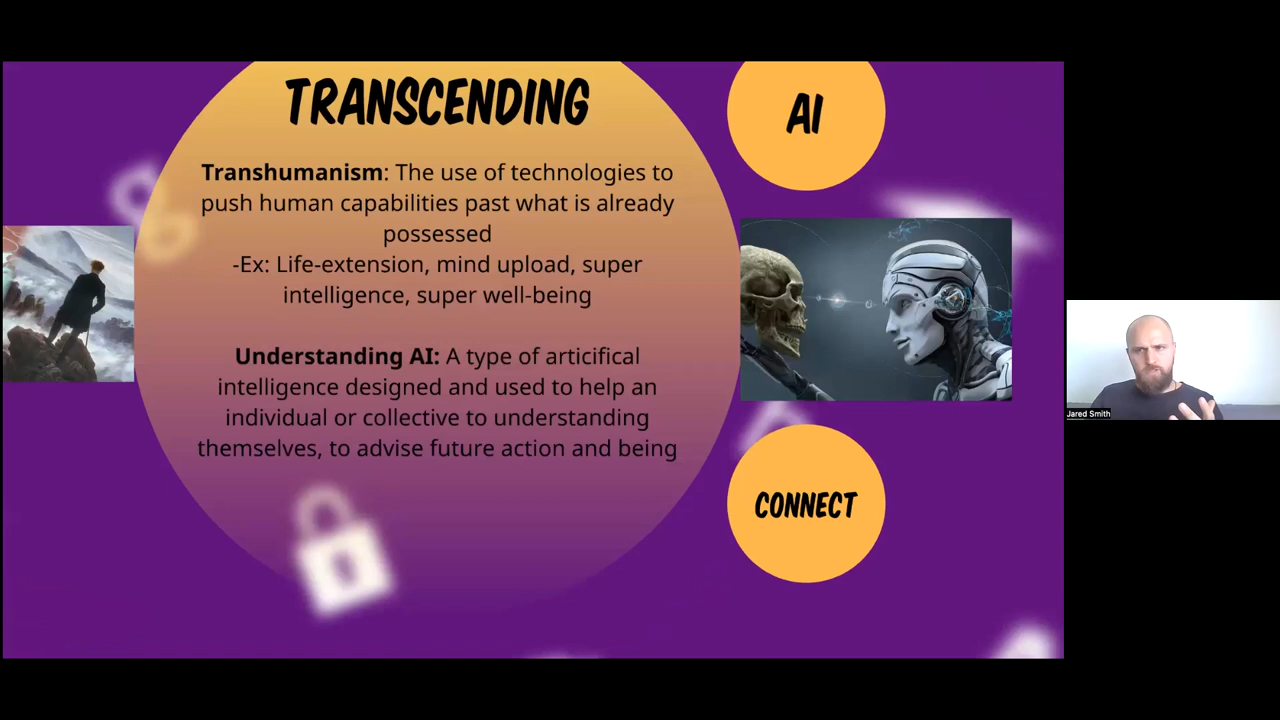 TRANSCENDING
Transhumanism: The use of technologies to
push human capabilities past what is already
possessed
-Ex: Life-extension, mind upload, super
intelligence, super well-being
Understanding AI: A type of articifical
intelligence designed and used to help an
individual or collective to understanding
themselves, to advise future action and being
AI
CONNECT
Jared Smith